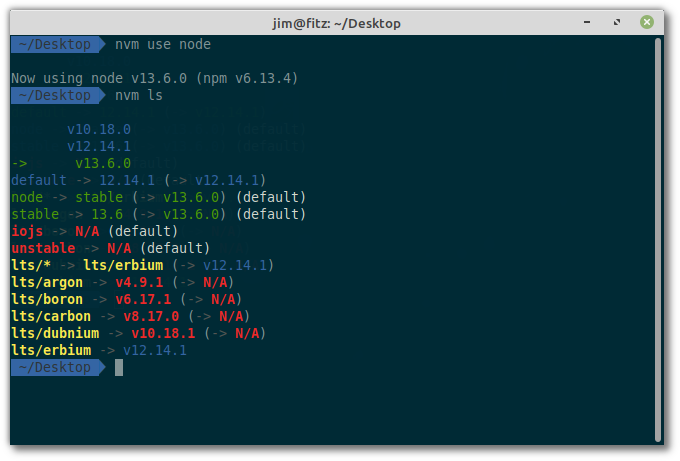 jim@fitz: ~/Desktop
~/Desktop nvm use node
Now using node v13.6.0 (npm v6.13.4)
~/Desktop nvm ls
v10.18.0
v12.14.1
-> v13.6.0
default -> 12.14.1 (-> v12.14.1)
node -> stable (-> v13.6.0) (default)
stable -> 13.6 (-> v13.6.0) (default)
iojs -> N/A (default)
unstable -> N/A (default)
lts/* -> lts/erbium (-> v12.14.1)
lts/argon -> v4.9.1 (-> N/A)
lts/boron -> v6.17.1 (-> N/A)
lts/carbon -> v8.17.0 (-> N/A)
lts/dubnium -> v10.18.1 (-> N/A)
lts/erbium -> v12.14.1
~/Desktop